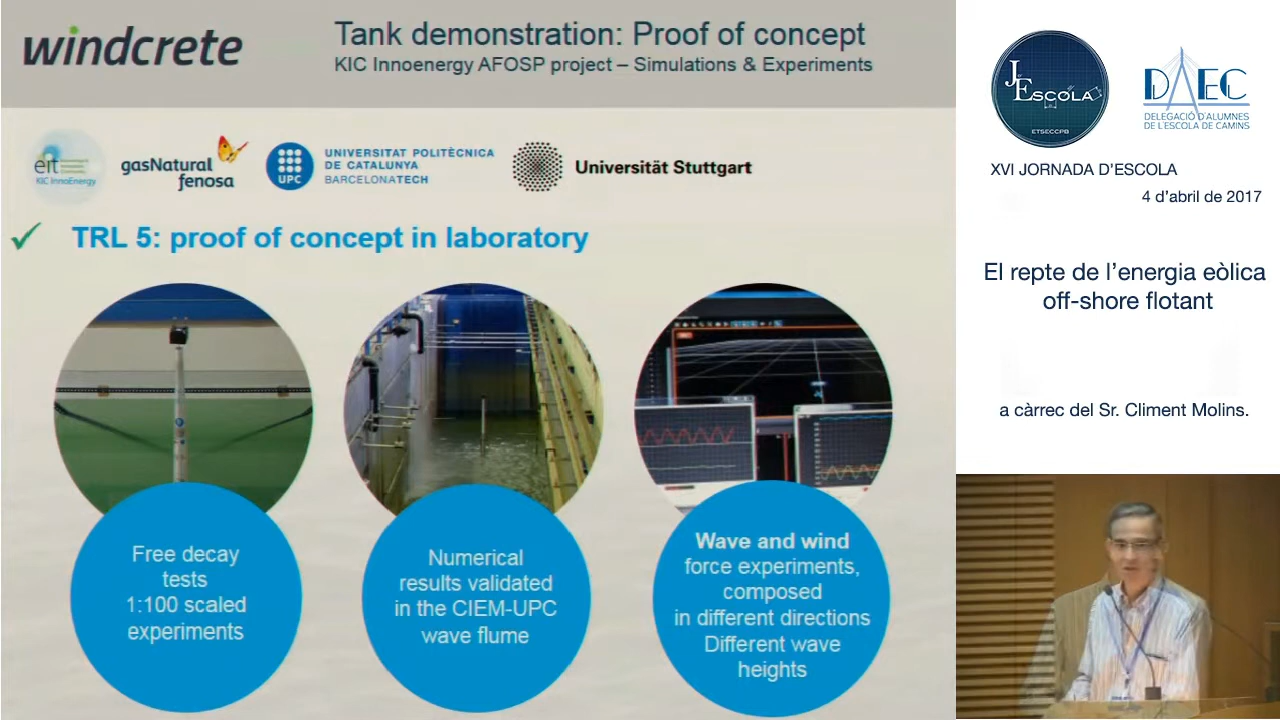 windcrete
Tank demonstration: Proof of concept
KIC Innoenergy AFOSP project – Simulations & Experiments
KIC InnoEnergy
gasNatural
fenosa
UPC
UNIVERSITAT POLITÈCNICA
DE CATALUNYA
BARCELONATECH
Universität Stuttgart
TRL 5: proof of concept in laboratory
Free decay
tests
1:100 scaled
experiments
Numerical
results validated
in the CIEM-UPC
wave flume
Wave and wind
force experiments,
composed
in different directions
Different wave
heights
J Escola
ETSECCPB
DAEC
DELEGACIÓ D'ALUMNES
DE L'ESCOLA DE CAMINS
XVI JORNADA D'ESCOLA
4 d'abril de 2017
El repte de l'energia eòlica
off-shore flotant
a càrrec del Sr. Climent Molins.